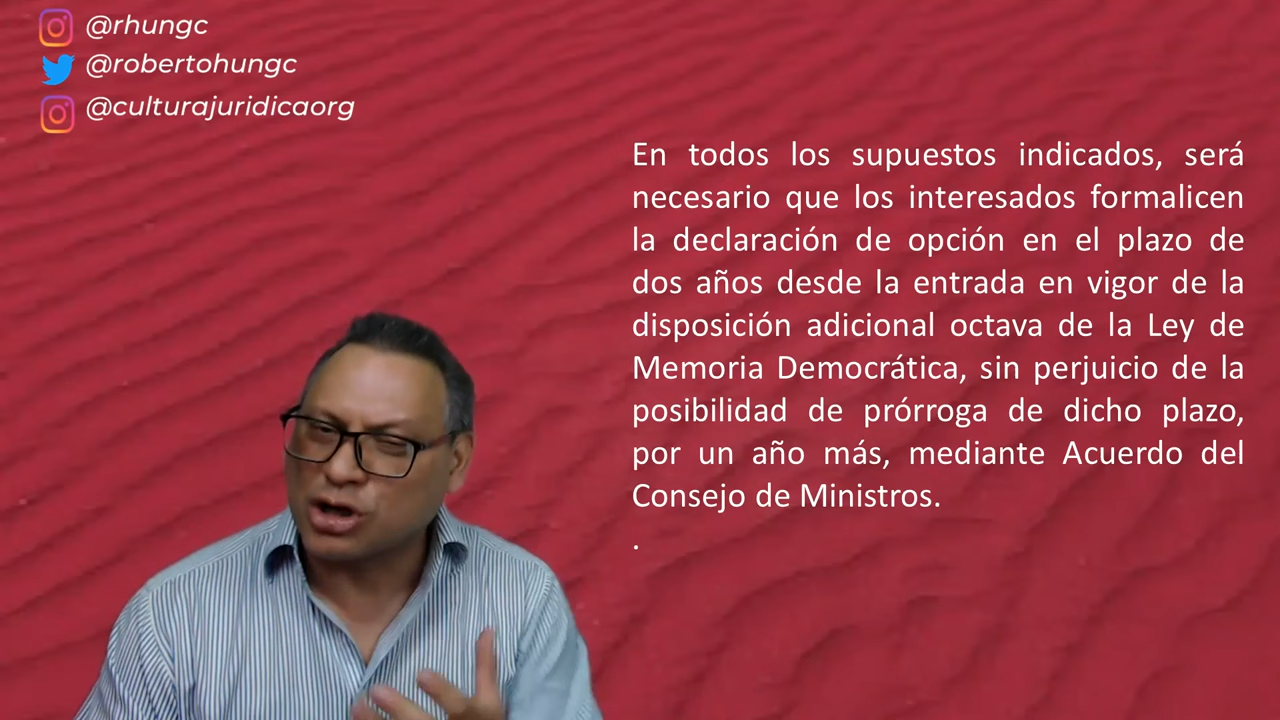 @rhungc
@robertohungc
@culturajuridicaorg
En todos los supuestos indicados, será
necesario que los interesados formalicen
la declaración de opción en el plazo de
dos años desde la entrada en vigor de la
disposición adicional octava de la Ley de
Memoria Democrática, sin perjuicio de la
posibilidad de prórroga de dicho plazo,
por un año más, mediante Acuerdo del
Consejo de Ministros.
.